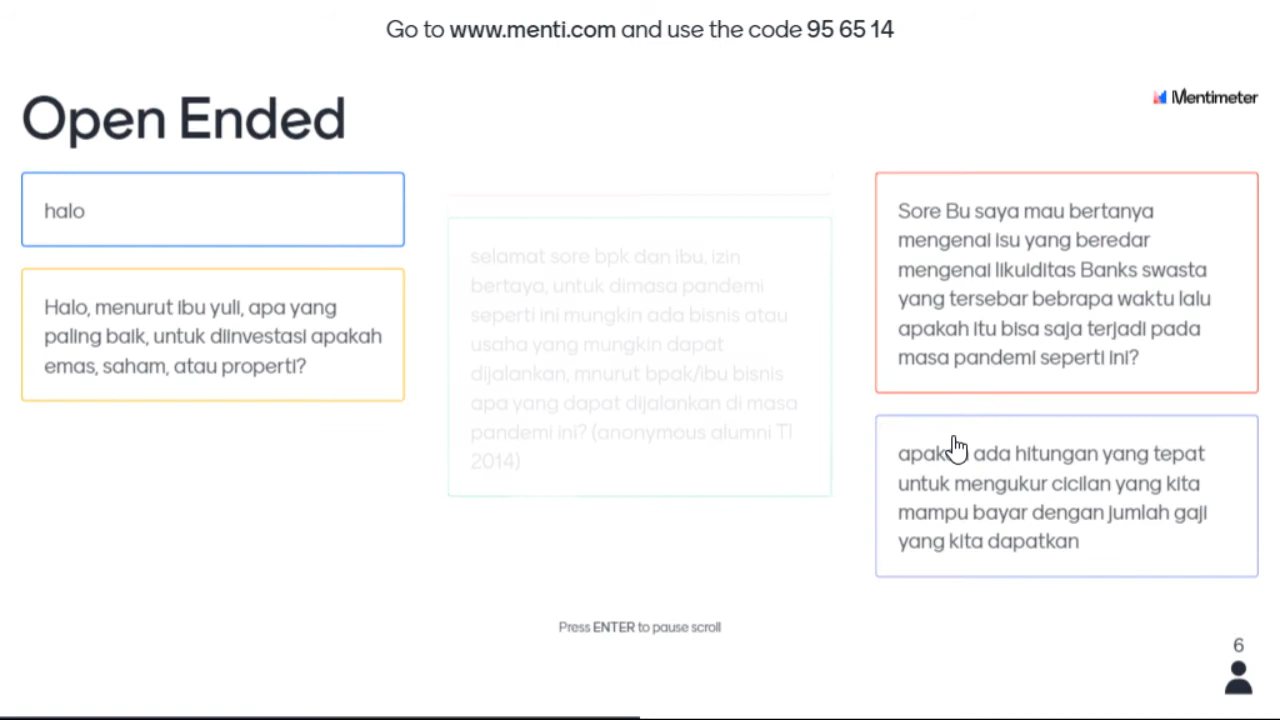 Go to www.menti.com and use the code 95 65 14
Open Ended
Mentimeter
halo
Halo, menurut ibu yuli, apa yang
paling baik, untuk diinvestasi apakah
emas, saham, atau properti?
selamat sore bpk dan ibu, izin
bertaya, untuk dimasa pandemi
seperti ini mungkin ada bisnis atau
usaha yang mungkin dapat
dijalankan, mnurut bpak/ibu bisnis
apa yang dapat dijalankan di masa
pandemi ini? (anonymous alumni TI
2014)
Sore Bu saya mau bertanya
mengenai isu yang beredar
mengenai likuiditas Banks swasta
yang tersebar bebrapa waktu lalu
apakah itu bisa saja terjadi pada
masa pandemi seperti ini?
ada hitungan yang tepat
untuk mengukur cicilan yang kita
mampu bayar dengan jumlah gaji
yang kita dapatkan
Press ENTER to pause scroll
6